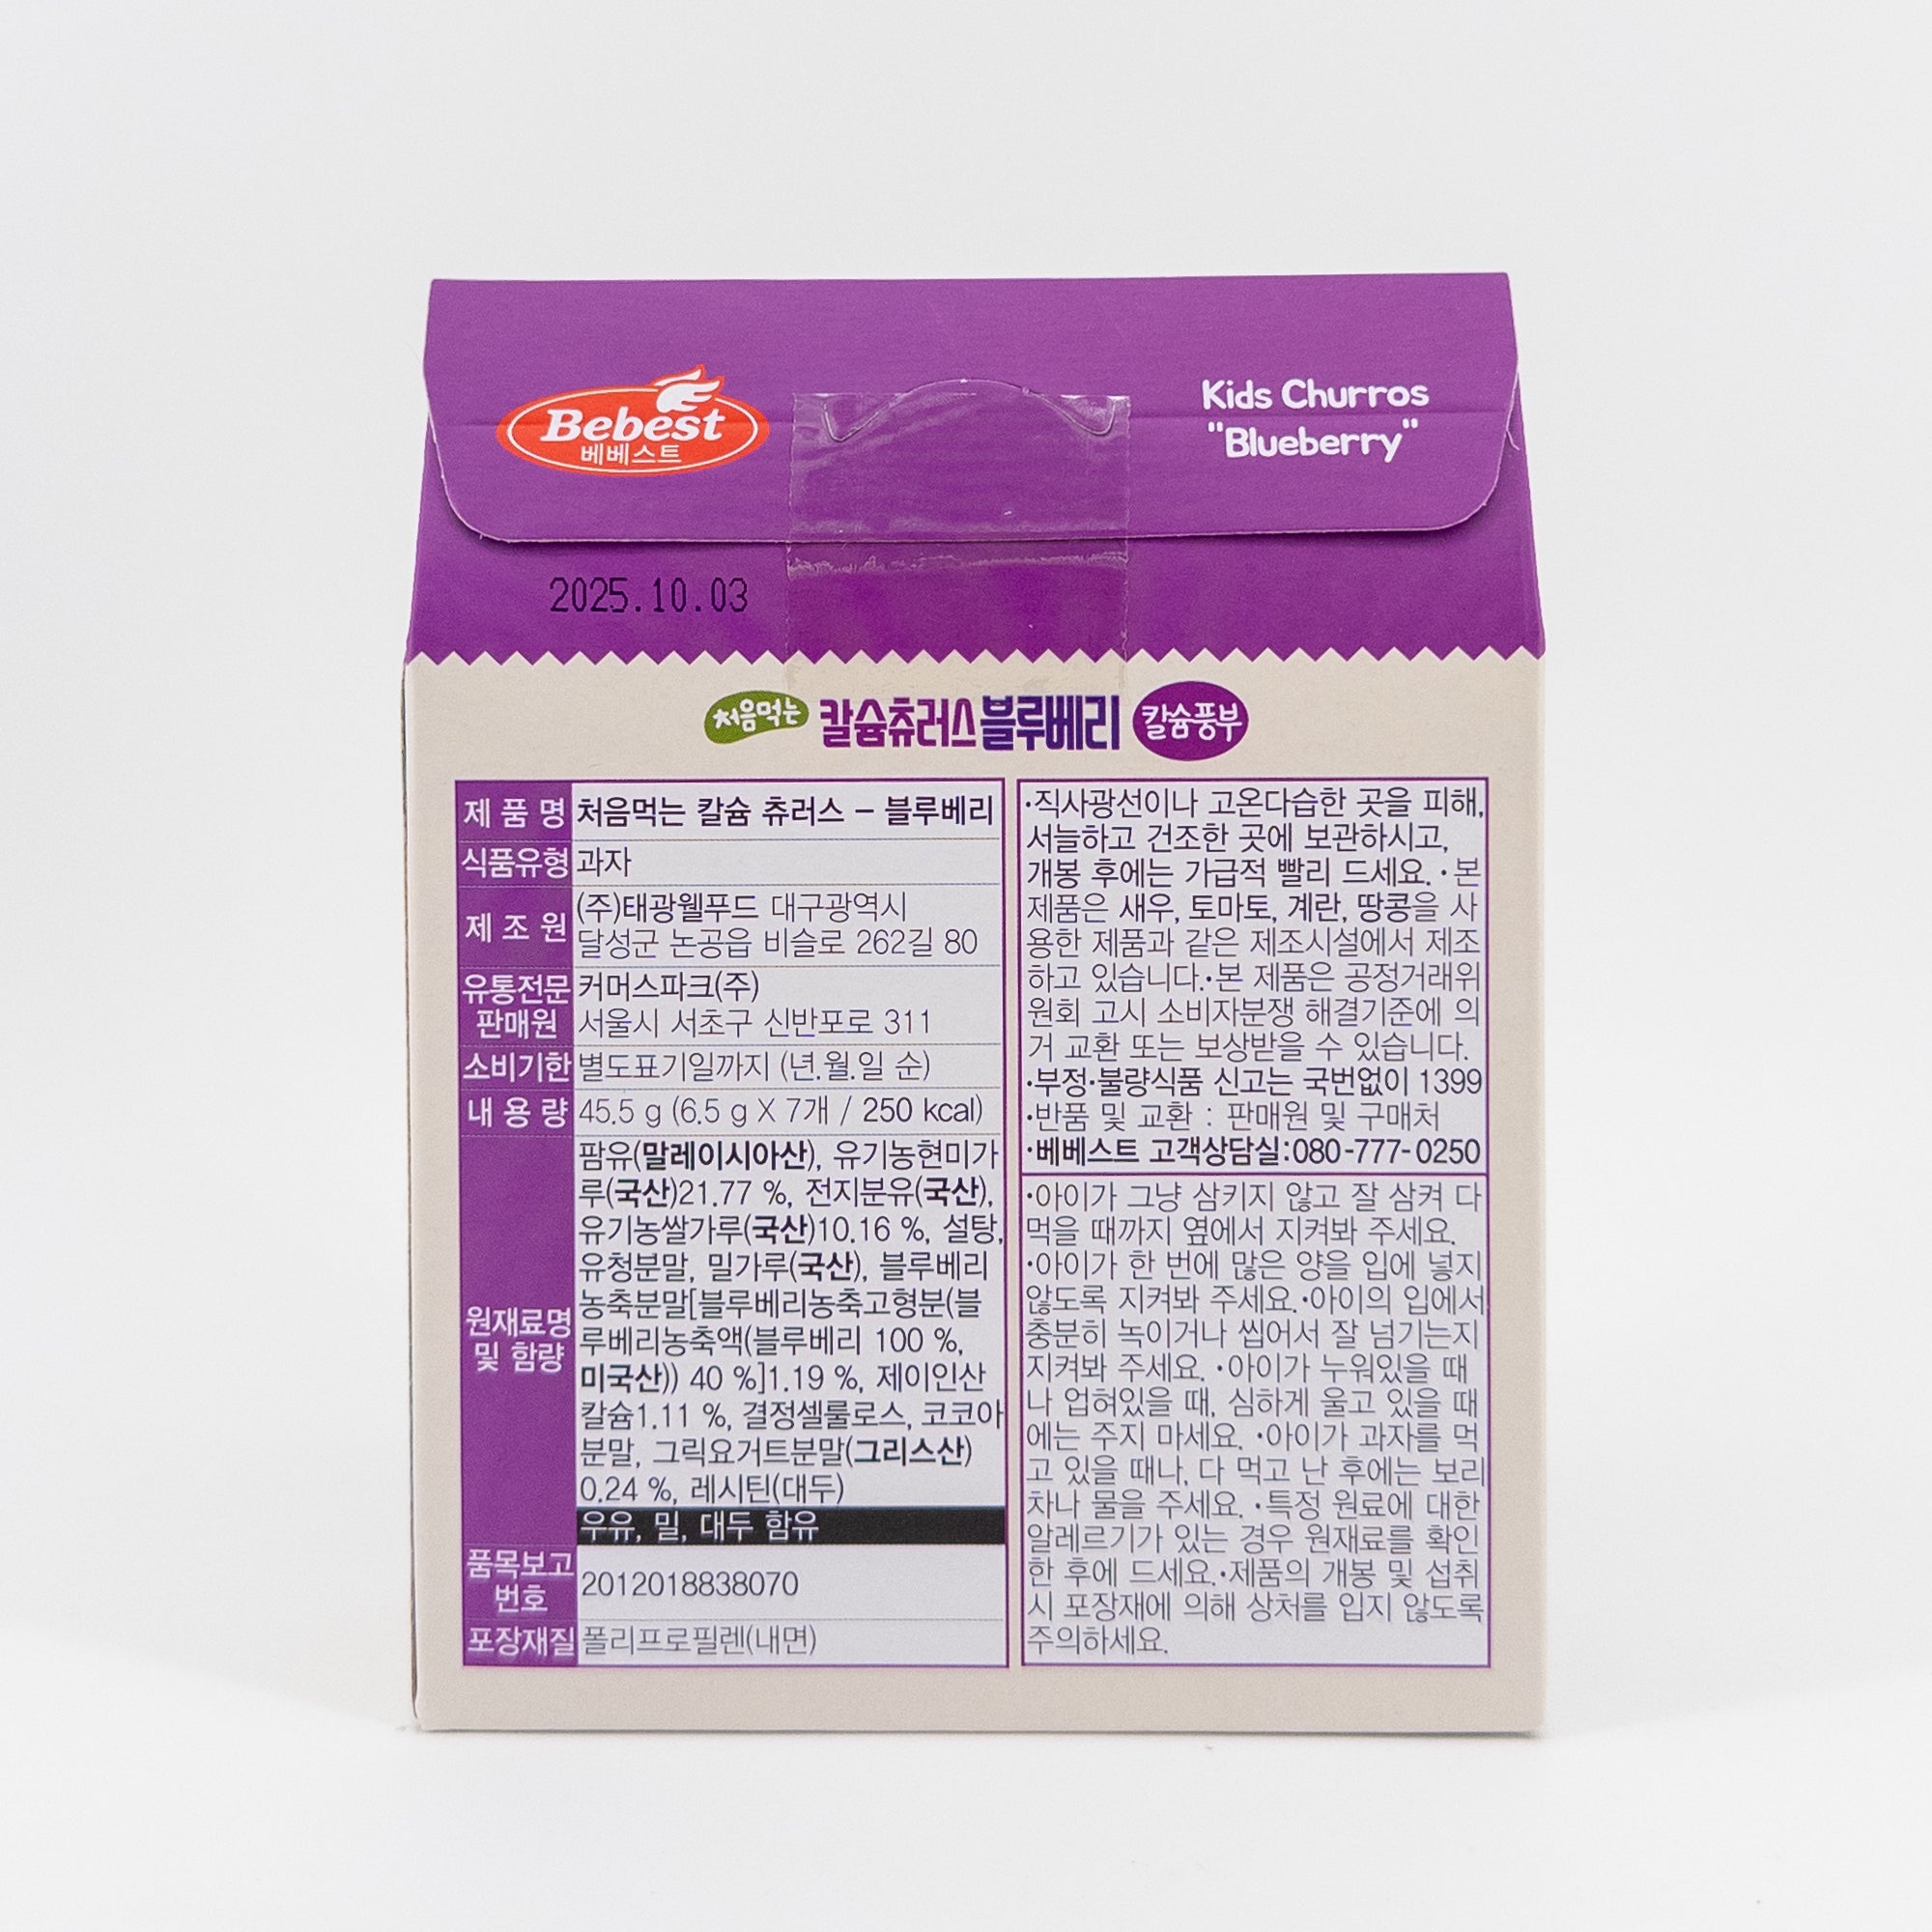 Bebest
베베스트
Kids Churros
"Blueberry"
2025.10.03
처음먹는 칼슘츄러스블루베리 칼슘풍부
제 품 명 처음먹는 칼슘 츄러스 – 블루베리
식품유형 과자
제 조 원 (주)태광웰푸드 대구광역시
달성군 논공읍 비슬로 262길 80
유통전문
판매원
커머스파크(주)
서울시 서초구 신반포로 311
소비기한 별도표기일까지 (년.월.일 순)
내 용 량 45.5 g (6.5 g X 7개 / 250 kcal)
원재료명
및 함량
팜유(말레이시아산), 유기농현미가
루(국산)21.77 %, 전지분유(국산),
유기농쌀가루(국산)10.16 %, 설탕,
유청분말, 밀가루(국산), 블루베리
농축분말[블루베리농축고형분(블
루베리농축액(블루베리 100 %,
미국산)) 40 %]1.19 %, 제이인산
칼슘1.11 %, 결정셀룰로스, 코코아
분말, 그릭요거트분말(그리스산)
0.24 %, 레시틴(대두)
우유, 밀, 대두 함유
품목보고
번호
2012018838070
포장재질 폴리프로필렌(내면)
·직사광선이나 고온다습한 곳을 피해,
서늘하고 건조한 곳에 보관하시고,
개봉 후에는 가급적 빨리 드세요. ·본
제품은 새우, 토마토, 계란, 땅콩을 사
용한 제품과 같은 제조시설에서 제조
하고 있습니다.·본 제품은 공정거래위
원회 고시 소비자분쟁 해결기준에 의
거 교환 또는 보상받을 수 있습니다.
·부정·불량식품 신고는 국번없이 1399
·반품 및 교환 : 판매원 및 구매처
·베베스트 고객상담실:080-777-0250
·아이가 그냥 삼키지 않고 잘 삼켜 다
먹을 때까지 옆에서 지켜봐 주세요.
·아이가 한 번에 많은 양을 입에 넣지
않도록 지켜봐 주세요.·아이의 입에서
충분히 녹이거나 씹어서 잘 넘기는지
지켜봐 주세요. ·아이가 누워있을 때
나 업혀있을 때, 심하게 울고 있을 때
에는 주지 마세요. ·아이가 과자를 먹
고 있을 때나, 다 먹고 난 후에는 보리
차나 물을 주세요. ·특정 원료에 대한
알레르기가 있는 경우 원재료를 확인
한 후에 드세요.·제품의 개봉 및 섭취
시 포장재에 의해 상처를 입지 않도록
주의하세요.